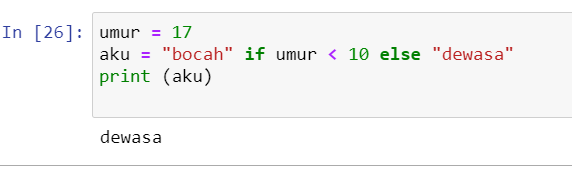 In [26]: umur = 17
aku = "bocah" if umur < 10 else "dewasa"
print (aku)
dewasa